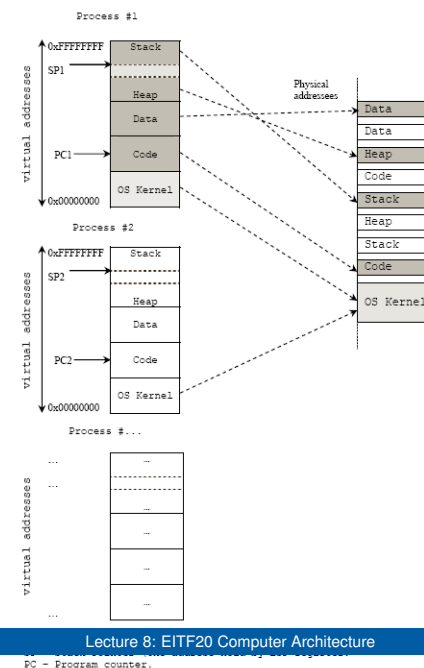 Process #1
0xFFFFFFFF
SP1
PC1
0x00000000
virtual addresses
Stack
Heap
Data
Code
OS Kernel
Physical
addressees
Data
Data
Heap
Code
Stack
Heap
Stack
Code
OS Kernel
Process #2
0xFFFFFFFF
SP2
PC2
0x00000000
virtual addresses
Stack
Heap
Data
Code
OS Kernel
Process #...
...
...
...
virtual addresses
...
...
...
...
...
Lecture 8: EITF20 Computer Architecture
PC - Program counter.